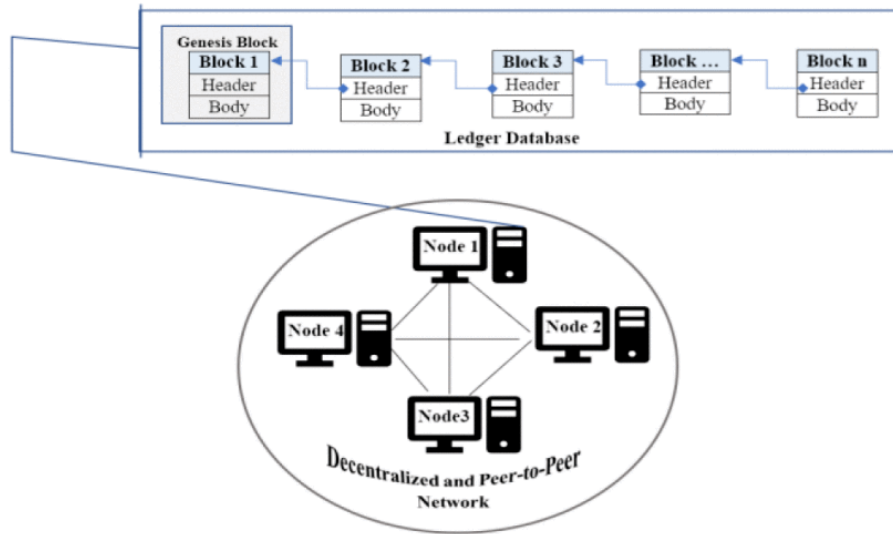 Genesis Block
Block 1
Header
Body
Block 2
Header
Body
Block 3
Header
Body
Block ...
Header
Body
Block n
Header
Body
Ledger Database
Node 1
Node 4
Node 2
Node3
Decentralized and Peer-to-Peer
Network